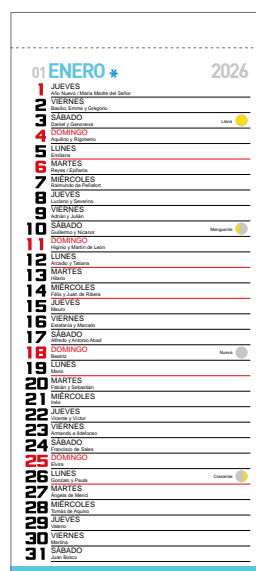 01 ENERO * 2026
1 JUEVES
Año Nuevo / María Madre del Señor
2 VIERNES
Basilio, Emma y Gregorio
3 SÁBADO
Daniel y Genoveva
Llena
4 DOMINGO
Aquilino y Rigoberto
5 LUNES
Emiliana
6 MARTES
Reyes / Epifanía
7 MIÉRCOLES
Raimundo de Peñafort
8 JUEVES
Luciano y Severino
9 VIERNES
Adrián y Julián
10 SÁBADO
Guillermo y Nicanor
Menguante
11 DOMINGO
Higinio y Martín de León
12 LUNES
Arcadio y Tatiana
13 MARTES
Hilario
14 MIÉRCOLES
Félix y Juan de Ribera
15 JUEVES
Mauro
16 VIERNES
Estefanía y Marcelo
17 SÁBADO
Alfredo y Antonio Abad
18 DOMINGO
Beatriz
Nueva
19 LUNES
Mario
20 MARTES
Fabián y Sebastián
21 MIÉRCOLES
Inés
22 JUEVES
Vicente y Víctor
23 VIERNES
Armando e Ildefonso
24 SÁBADO
Francisco de Sales
25 DOMINGO
Elvira
26 LUNES
Gonzalo y Paula
Creciente
27 MARTES
Ángela de Merici
28 MIÉRCOLES
Tomás de Aquino
29 JUEVES
Valerio
30 VIERNES
Martina
31 SÁBADO
Juan Bosco